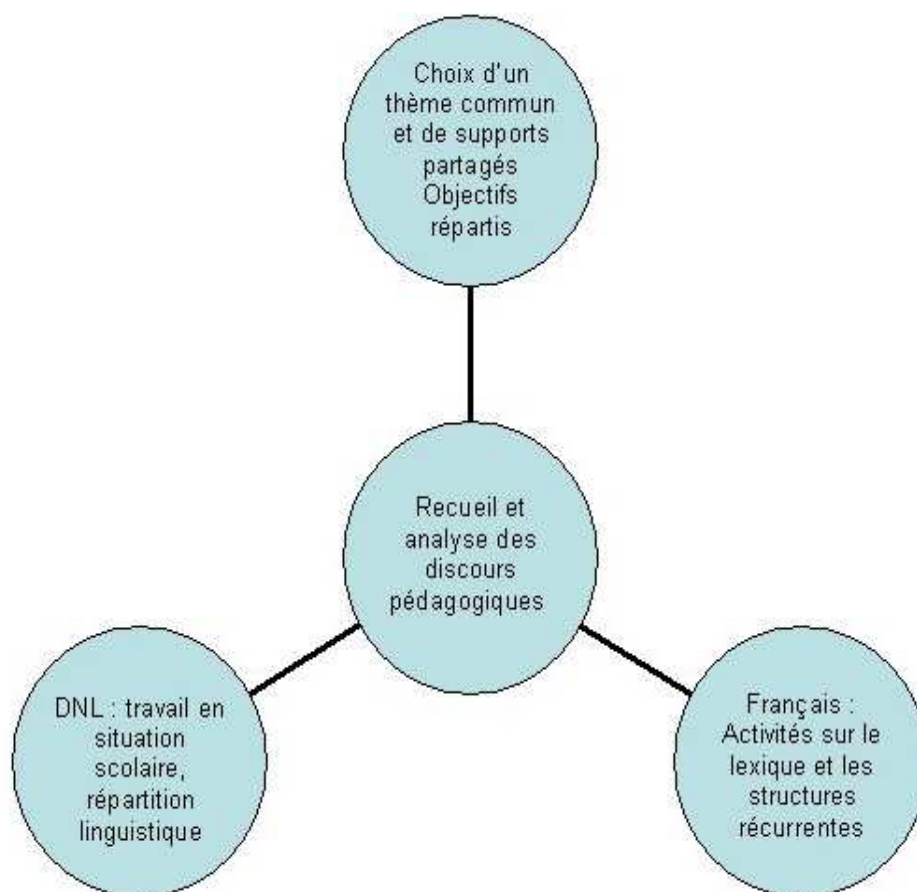 Choix d'un
thème commun
et de supports
partagés
Objectifs
répartis
Recueil et
analyse des
discours
pédagogiques
DNL : travail en
situation
scolaire,
répartition
linguistique
Français :
Activités sur le
lexique et les
structures
récurrentes